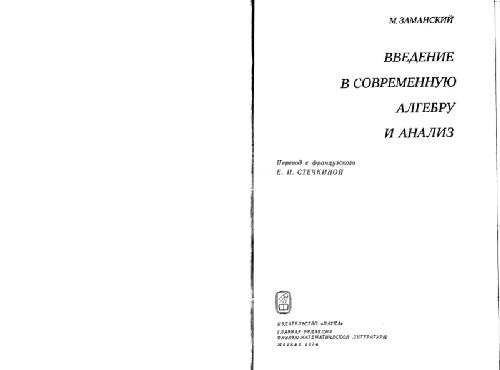 М. ЗАМАНСКИЙ
ВВЕДЕНИЕ
В СОВРЕМЕННУЮ
АЛГЕБРУ
И АНАЛИЗ
Перевод с французского
Е. И. СТЕЧКИНОЙ
ИЗДАТЕЛЬСТВО «НАУКА»
ГЛАВНАЯ РЕДАКЦИЯ
ФИЗИКО-МАТЕМАТИЧЕСКОЙ ЛИТЕРАТУРЫ
МОСКВА 1974